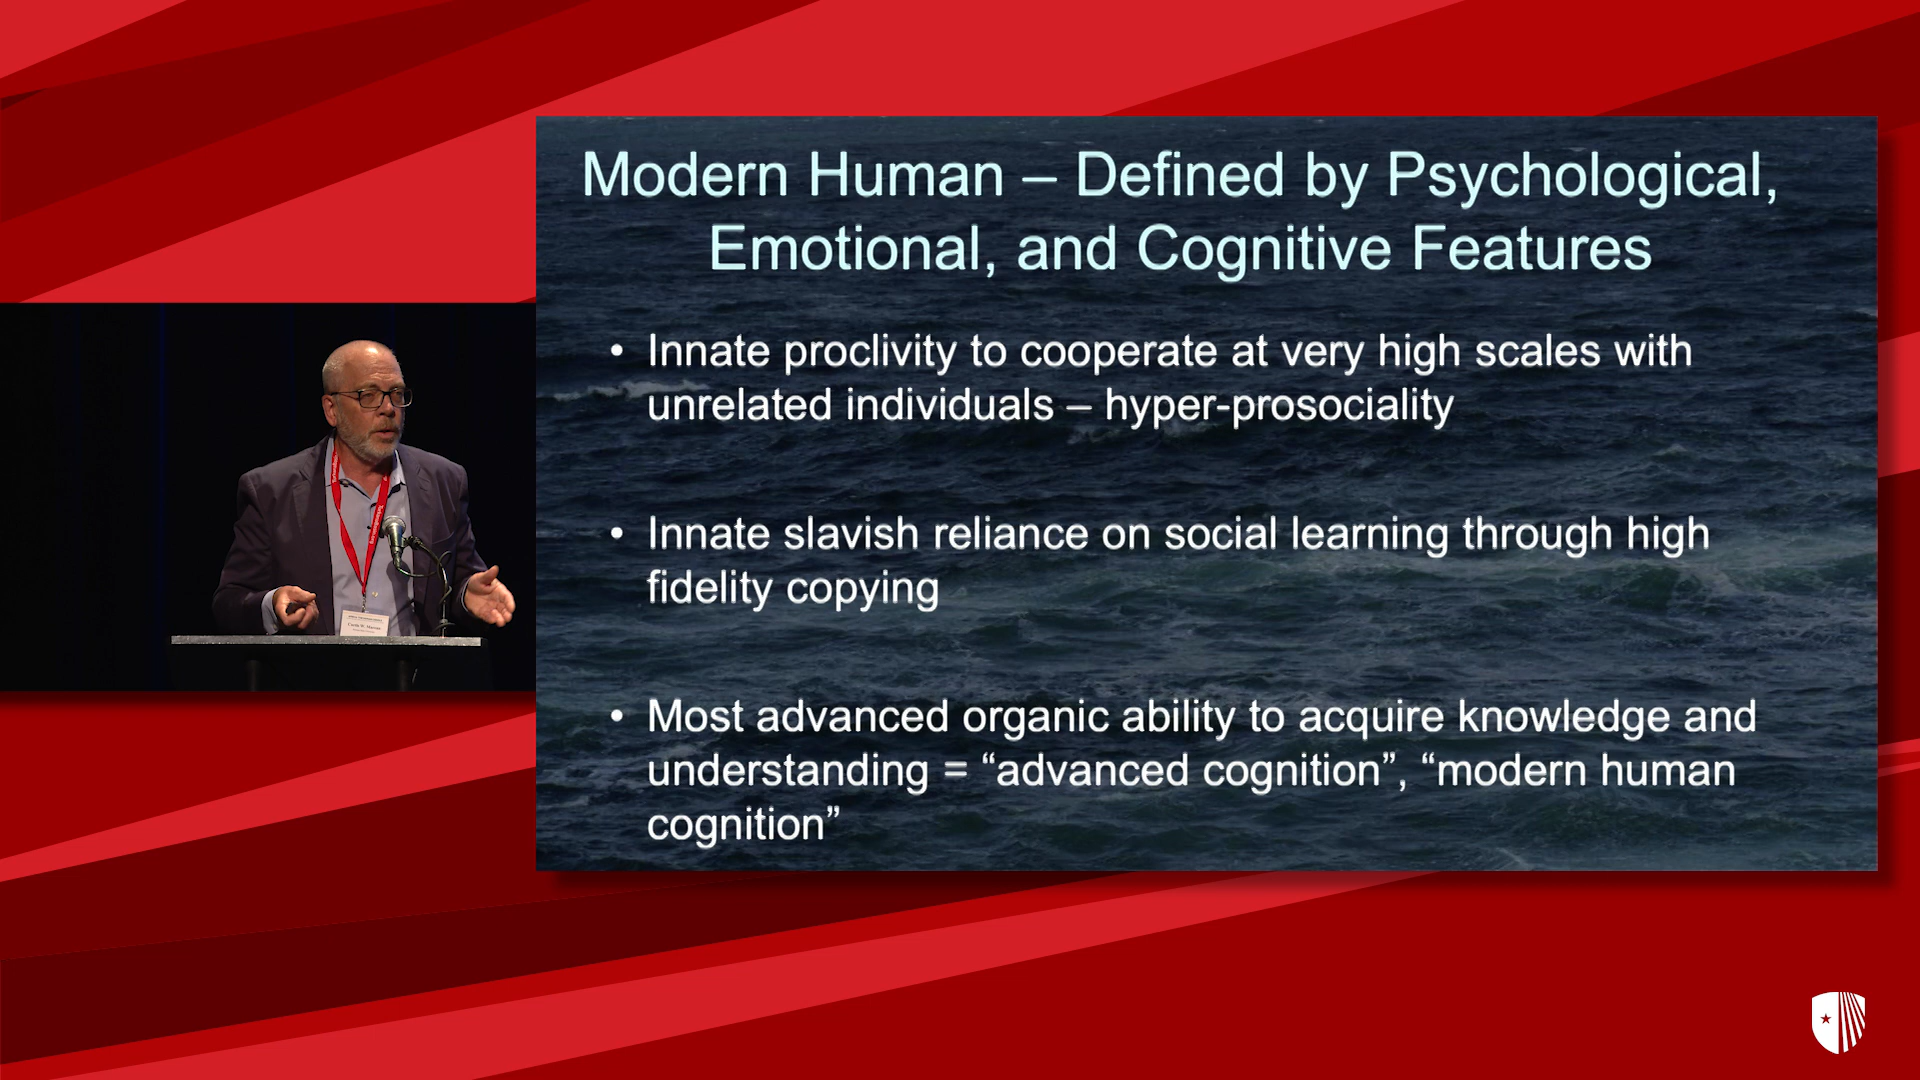 Modern Human – Defined by Psychological,
Emotional, and Cognitive Features
• Innate proclivity to cooperate at very high scales with
unrelated individuals – hyper-prosociality
• Innate slavish reliance on social learning through high
fidelity copying
• Most advanced organic ability to acquire knowledge and
understanding = “advanced cognition”, “modern human
cognition”